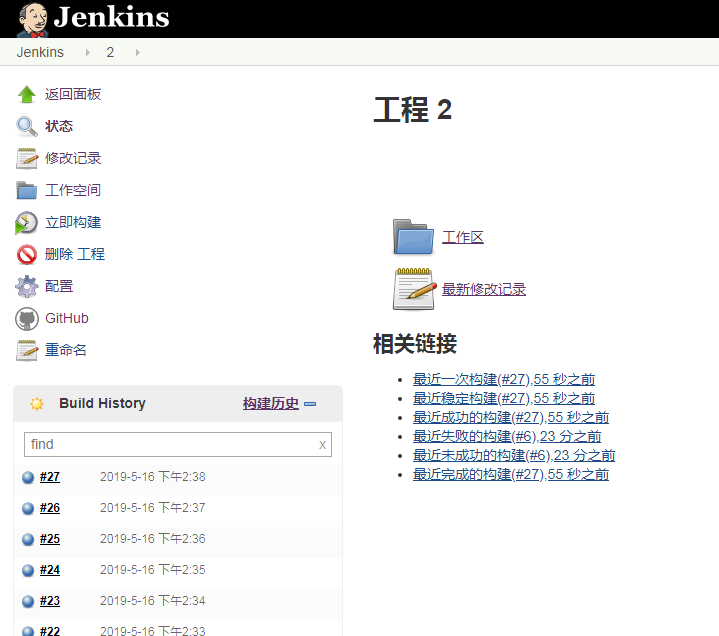 Jenkins
Jenkins 2
返回面板
状态
修改记录
工作空间
立即构建
删除 工程
配置
GitHub
重命名
Build History 构建历史
find x
#27 2019-5-16 下午2:38
#26 2019-5-16 下午2:37
#25 2019-5-16 下午2:36
#24 2019-5-16 下午2:35
#23 2019-5-16 下午2:34
#22 2019-5-16 下午2:33
工程 2
工作区
最新修改记录
相关链接
最近一次构建(#27),55 秒之前
最近稳定构建(#27),55 秒之前
最近成功的构建(#27),55 秒之前
最近失败的构建(#6),23 分之前
最近未成功的构建(#6),23 分之前
最近完成的构建(#27),55 秒之前